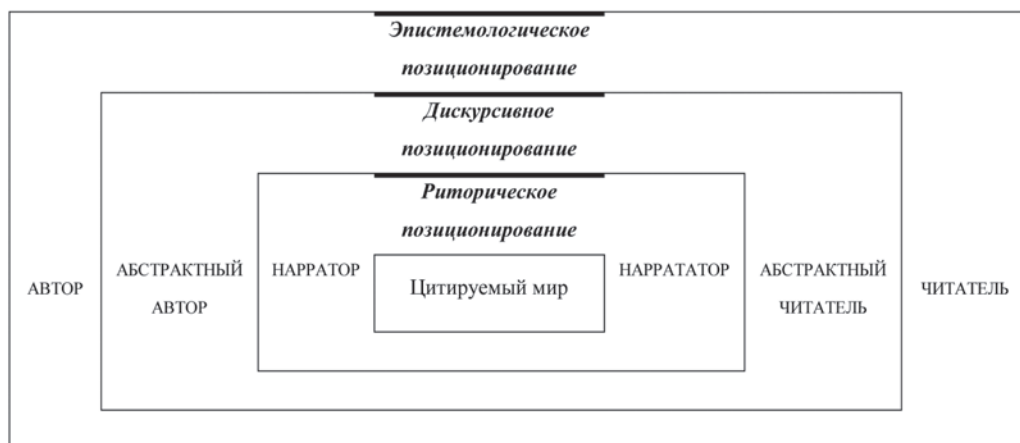 Эпистемологическое
позиционирование
Дискурсивное
позиционирование
Риторическое
позиционирование
АВТОР
АБСТРАКТНЫЙ
АВТОР
НАРРАТОР
Цитируемый мир
НАРРАТАТОР
АБСТРАКТНЫЙ
ЧИТАТЕЛЬ
ЧИТАТЕЛЬ